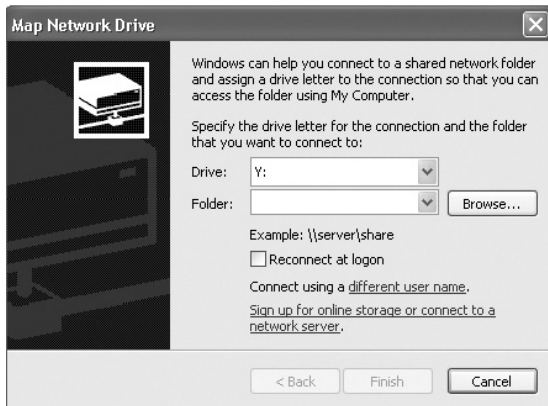 Map Network Drive
Windows can help you connect to a shared network folder
and assign a drive letter to the connection so that you can
access the folder using My Computer.
Specify the drive letter for the connection and the folder
that you want to connect to:
Drive: Y:
Folder: Browse...
Example: \\server\share
Reconnect at logon
Connect using a different user name.
Sign up for online storage or connect to a
network server.
< Back Finish Cancel